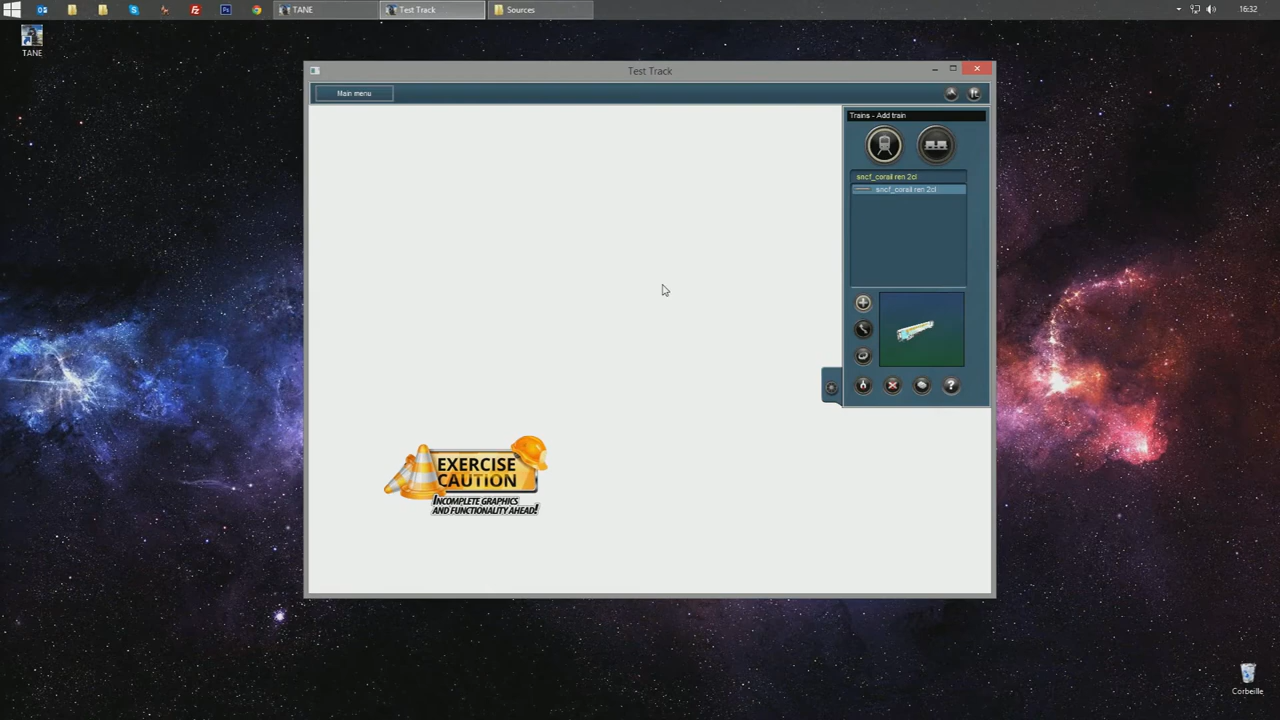 TANE
Test Track
Sources
16:32
TANE
Test Track
Main menu
Trains - Add train
sncf_corail ren 2cl
sncf_corail ren 2cl
EXERCISE
CAUTION
INCOMPLETE GRAPHICS
AND FUNCTIONALITY AHEAD!
Corbeille